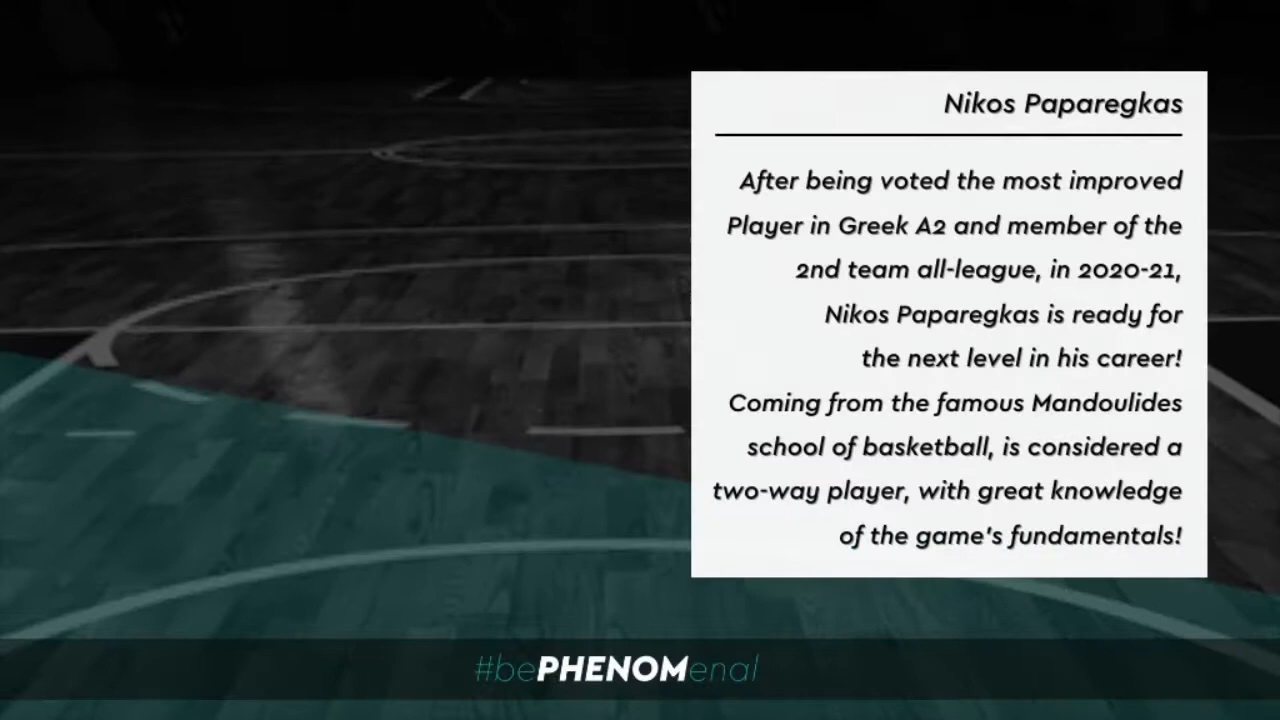 Nikos Paparegkas
After being voted the most improved
Player in Greek A2 and member of the
2nd team all-league, in 2020-21,
Nikos Paparegkas is ready for
the next level in his career!
Coming from the famous Mandoulides
school of basketball, is considered a
two-way player, with great knowledge
of the game's fundamentals!
#bePHENOMenal